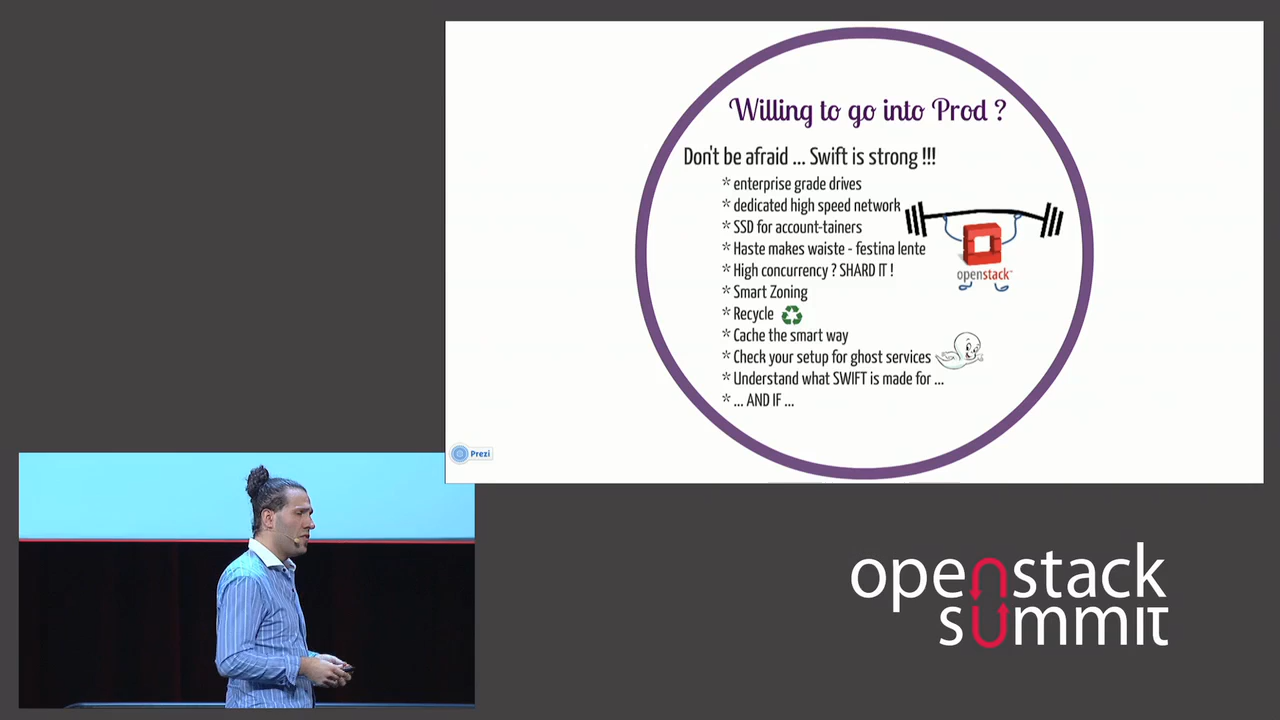 Willing to go into Prod ?
Don't be afraid ... Swift is strong !!!
* enterprise grade drives
* dedicated high speed network
* SSD for account-tainers
* Haste makes waiste - festina lente
* High concurrency ? SHARD IT !
* Smart Zoning
* Recycle
* Cache the smart way
* Check your setup for ghost services
* Understand what SWIFT is made for ...
* ... AND IF ...
openstack™
Prezi
openstack
summit